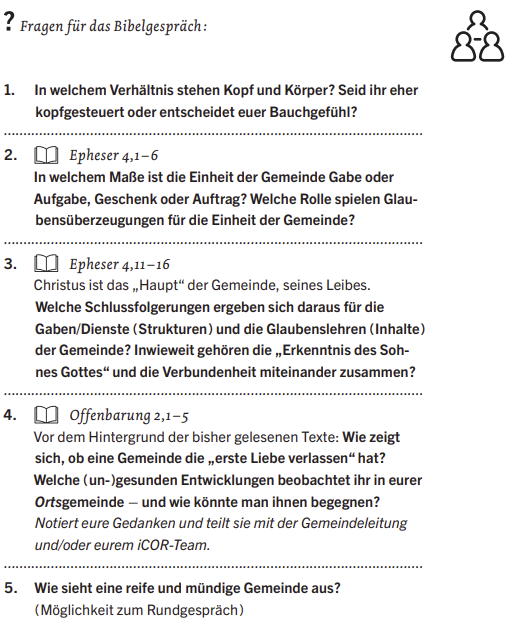 ? Fragen für das Bibelgespräch:
1. In welchem Verhältnis stehen Kopf und Körper? Seid ihr eher
kopfgesteuert oder entscheidet euer Bauchgefühl?
2. Epheser 4,1–6
In welchem Maße ist die Einheit der Gemeinde Gabe oder
Aufgabe, Geschenk oder Auftrag? Welche Rolle spielen Glau-
bensüberzeugungen für die Einheit der Gemeinde?
3. Epheser 4,11–16
Christus ist das „Haupt“ der Gemeinde, seines Leibes.
Welche Schlussfolgerungen ergeben sich daraus für die
Gaben/Dienste (Strukturen) und die Glaubenslehren (Inhalte)
der Gemeinde? Inwieweit gehören die „Erkenntnis des Soh-
nes Gottes“ und die Verbundenheit miteinander zusammen?
4. Offenbarung 2,1–5
Vor dem Hintergrund der bisher gelesenen Texte: Wie zeigt
sich, ob eine Gemeinde die „erste Liebe verlassen“ hat?
Welche (un-)gesunden Entwicklungen beobachtet ihr in eurer
Ortsgemeinde – und wie könnte man ihnen begegnen?
Notiert eure Gedanken und teilt sie mit der Gemeindeleitung
und/oder eurem iCOR-Team.
5. Wie sieht eine reife und mündige Gemeinde aus?
(Möglichkeit zum Rundgespräch)